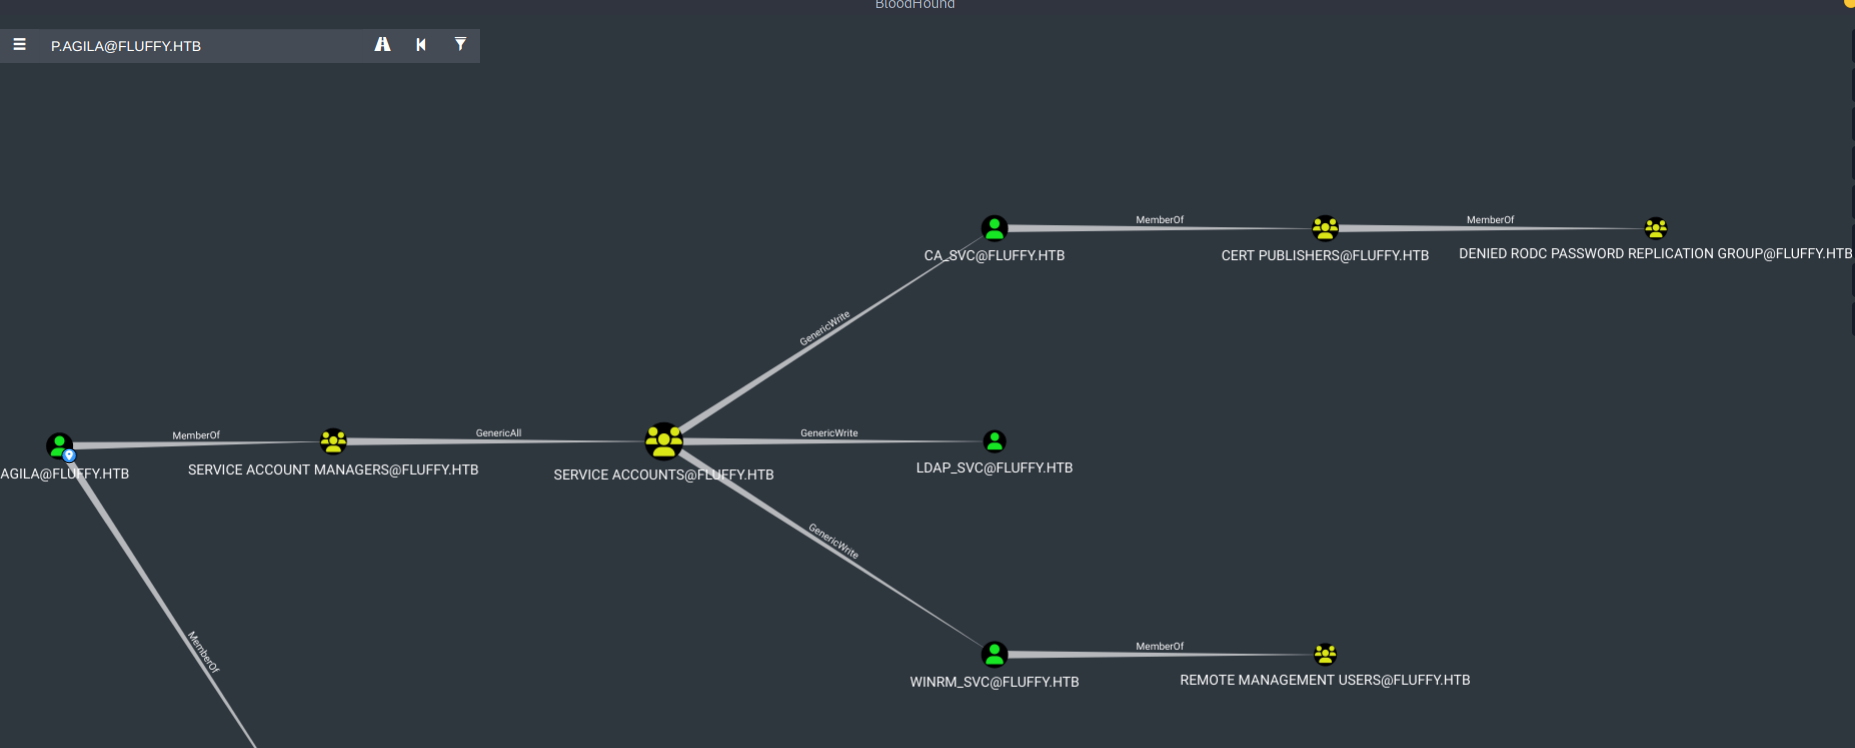 BloodHound
P.AGILA@FLUFFY.HTB
MemberOf
MemberOf
CA_SVC@FLUFFY.HTB
CERT PUBLISHERS@FLUFFY.HTB
DENIED RODC PASSWORD REPLICATION GROUP@FLUFFY.HTB
GenericWrite
MemberOf
GenericAll
GenericWrite
AGILA@FLUFFY.HTB
SERVICE ACCOUNT MANAGERS@FLUFFY.HTB
SERVICE ACCOUNTS@FLUFFY.HTB
LDAP_SVC@FLUFFY.HTB
GenericWrite
MemberOf
MemberOf
WINRM_SVC@FLUFFY.HTB
REMOTE MANAGEMENT USERS@FLUFFY.HTB